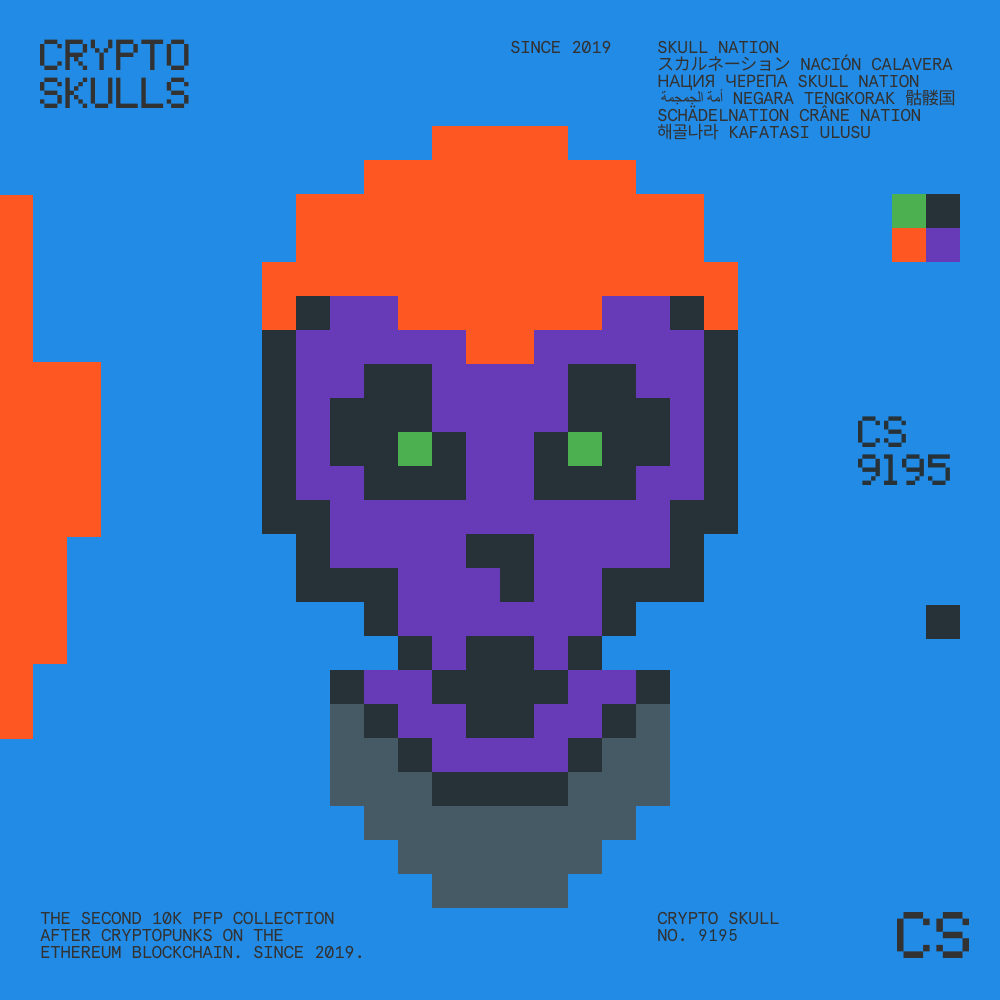 CRYPTO
SKULLS
SINCE 2019
SKULL NATION
スカルネーション NACIÓN CALAVERA
НАЦИЯ ЧЕРЕПА SKULL NATION
أمة الجمجمة NEGARA TENGKORAK 骷髅国
SCHÄDELNATION CRÂNE NATION
해골나라 KAFATASI ULUSU
CS
9195
THE SECOND 10K PFP COLLECTION
AFTER CRYPTOPUNKS ON THE
ETHEREUM BLOCKCHAIN. SINCE 2019.
CRYPTO SKULL
NO. 9195
CS